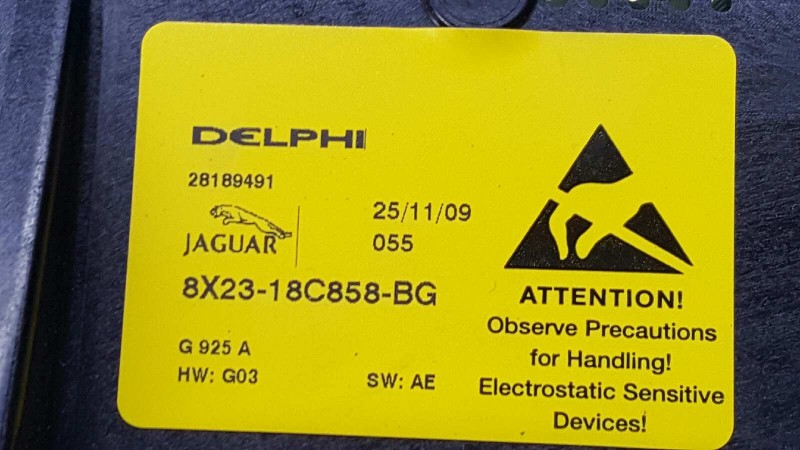 DELPHI
28189491
JAGUAR
25/11/09
055
8X23-18C858-BG
G 925 A
HW: G03
SW: AE
ATTENTION!
Observe Precautions
for Handling!
Electrostatic Sensitive
Devices!